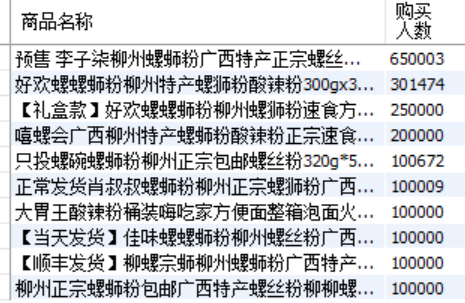 商品名称 购买
人数
预售 李子柒柳州螺蛳粉广西特产正宗螺丝... 650003
好欢螺螺蛳粉柳州特产螺狮粉酸辣粉300gx3... 301474
【礼盒款】好欢螺螺蛳粉柳州螺狮粉速食方... 250000
嘻螺会广西柳州特产螺蛳粉酸辣粉正宗速食... 200000
只投螺碗螺蛳粉柳州正宗包邮螺丝粉320g*5... 100672
正常发货肖叔叔螺蛳粉柳州正宗螺狮粉广西... 100009
大胃王酸辣粉桶装嗨吃家方便面整箱泡面火... 100000
【当天发货】佳味螺螺蛳粉柳州螺丝粉广西... 100000
【顺丰发货】柳螺宗蛳柳州螺蛳粉广西特产... 100000
柳州正宗螺蛳粉包邮广西特产螺丝粉柳柳螺... 100000